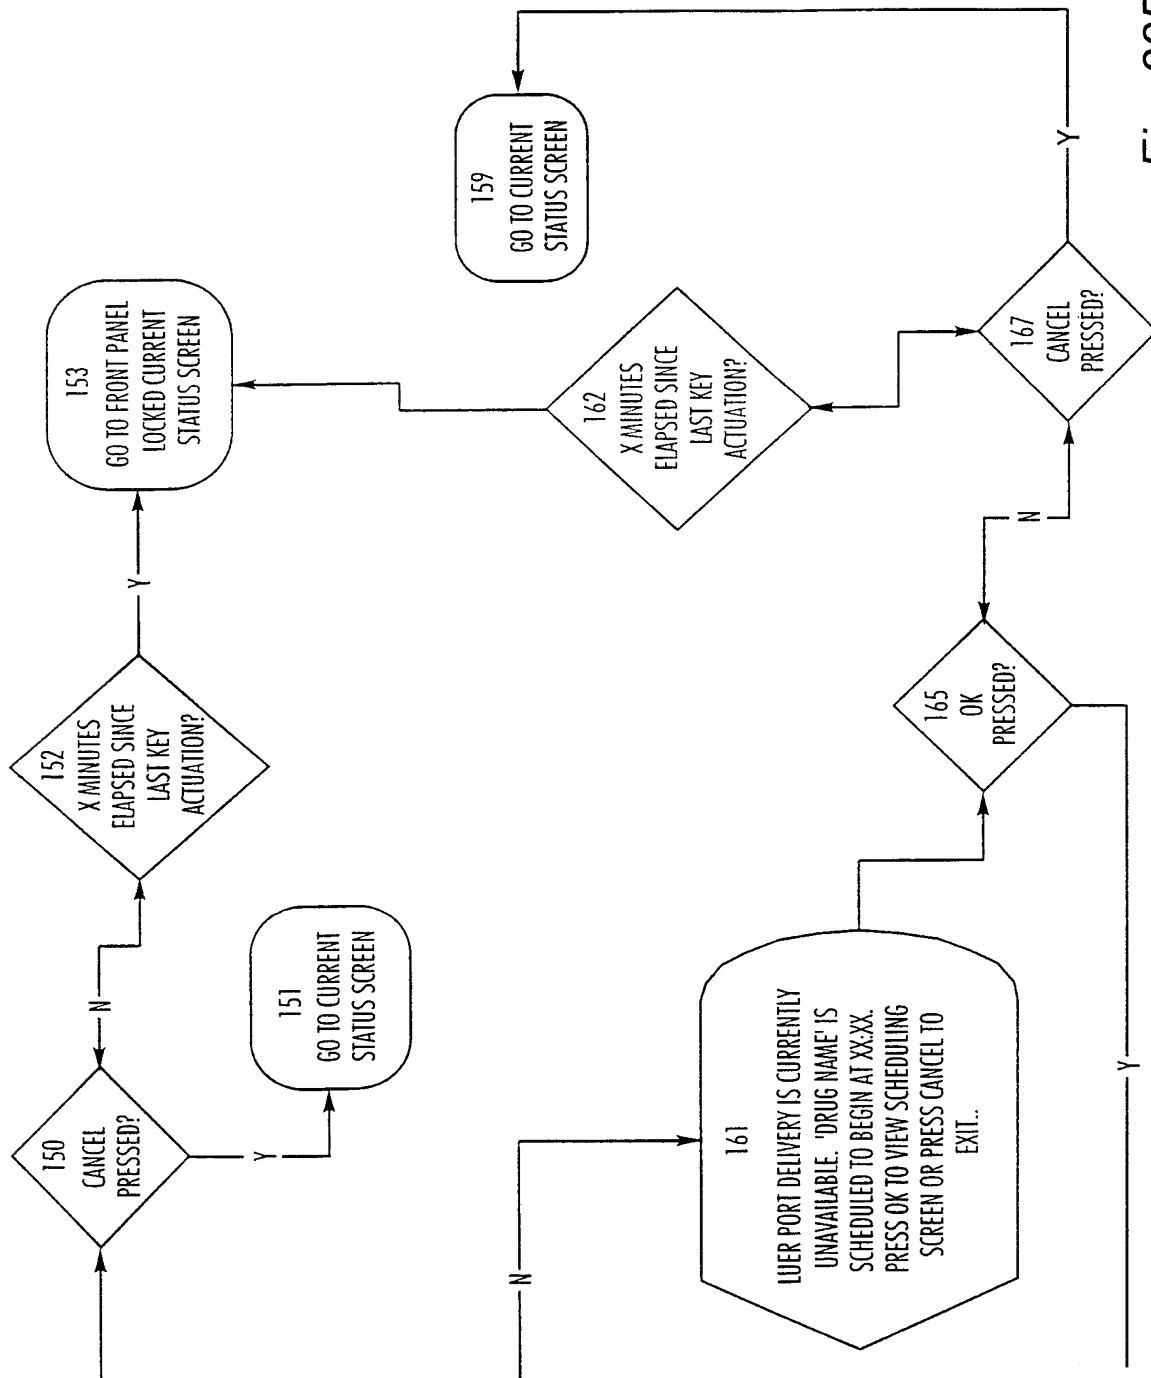 150
CANCEL
PRESSED?
N
Y
151
GO TO CURRENT
STATUS SCREEN
152
X MINUTES
ELAPSED SINCE
LAST KEY
ACTUATION?
Y
153
GO TO FRONT PANEL
LOCKED CURRENT
STATUS SCREEN
159
GO TO CURRENT
STATUS SCREEN
162
X MINUTES
ELAPSED SINCE
LAST KEY
ACTUATION?
N
161
LUER PORT DELIVERY IS CURRENTLY
UNAVAILABLE. 'DRUG NAME' IS
SCHEDULED TO BEGIN AT XX:XX.
PRESS OK TO VIEW SCHEDULING
SCREEN OR PRESS CANCEL TO
EXIT..
165
OK
PRESSED?
N
Y
167
CANCEL
PRESSED?
Y